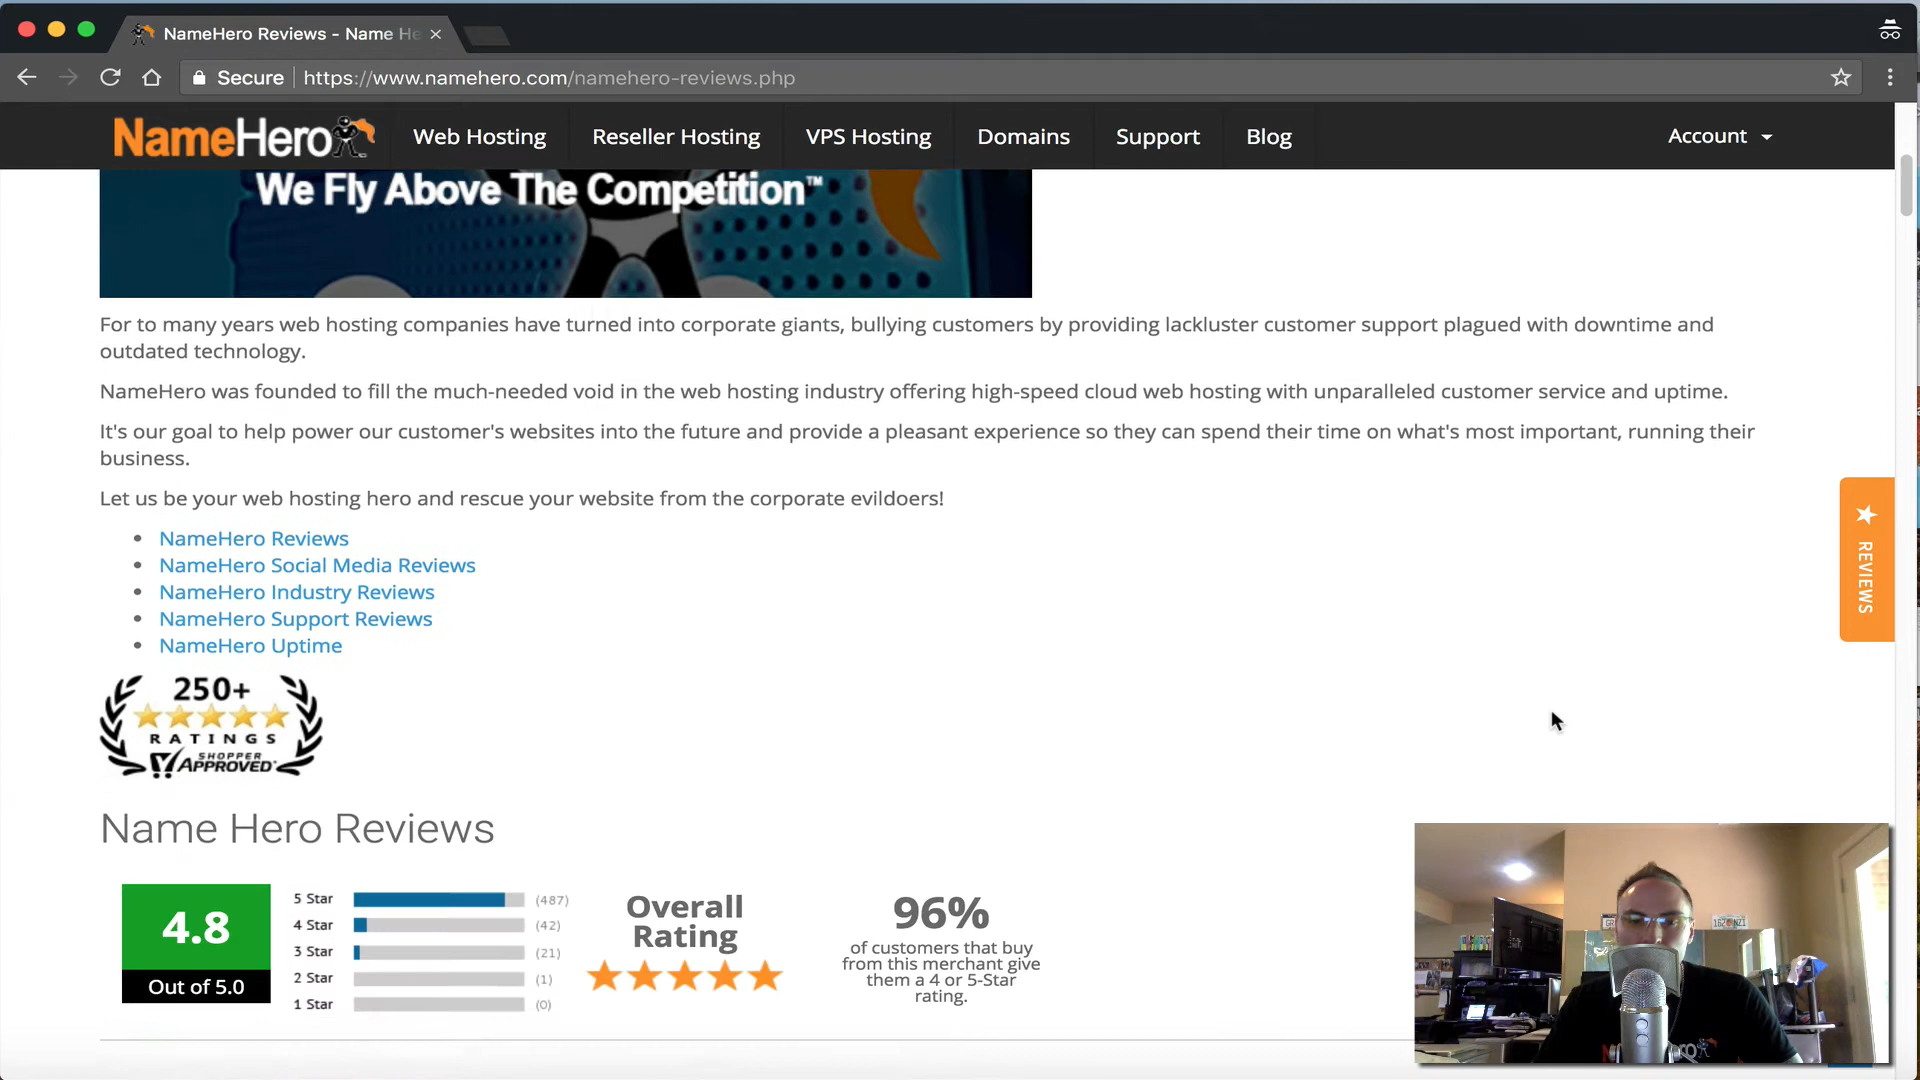 NameHero Reviews - Name He
Secure https://www.namehero.com/namehero-reviews.php
NameHero Web Hosting Reseller Hosting VPS Hosting Domains Support Blog Account
We Fly Above The Competition™
For to many years web hosting companies have turned into corporate giants, bullying customers by providing lackluster customer support plagued with downtime and
outdated technology.
NameHero was founded to fill the much-needed void in the web hosting industry offering high-speed cloud web hosting with unparalleled customer service and uptime.
It's our goal to help power our customer's websites into the future and provide a pleasant experience so they can spend their time on what's most important, running their
business.
Let us be your web hosting hero and rescue your website from the corporate evildoers!
NameHero Reviews
NameHero Social Media Reviews
NameHero Industry Reviews
NameHero Support Reviews
NameHero Uptime
REVIEWS
250+
RATINGS
SHOPPER
APPROVED
Name Hero Reviews
4.8
Out of 5.0
5 Star (487)
4 Star (42)
3 Star (21)
2 Star (1)
1 Star (0)
Overall
Rating
96%
of customers that buy
from this merchant give
them a 4 or 5-Star
rating.